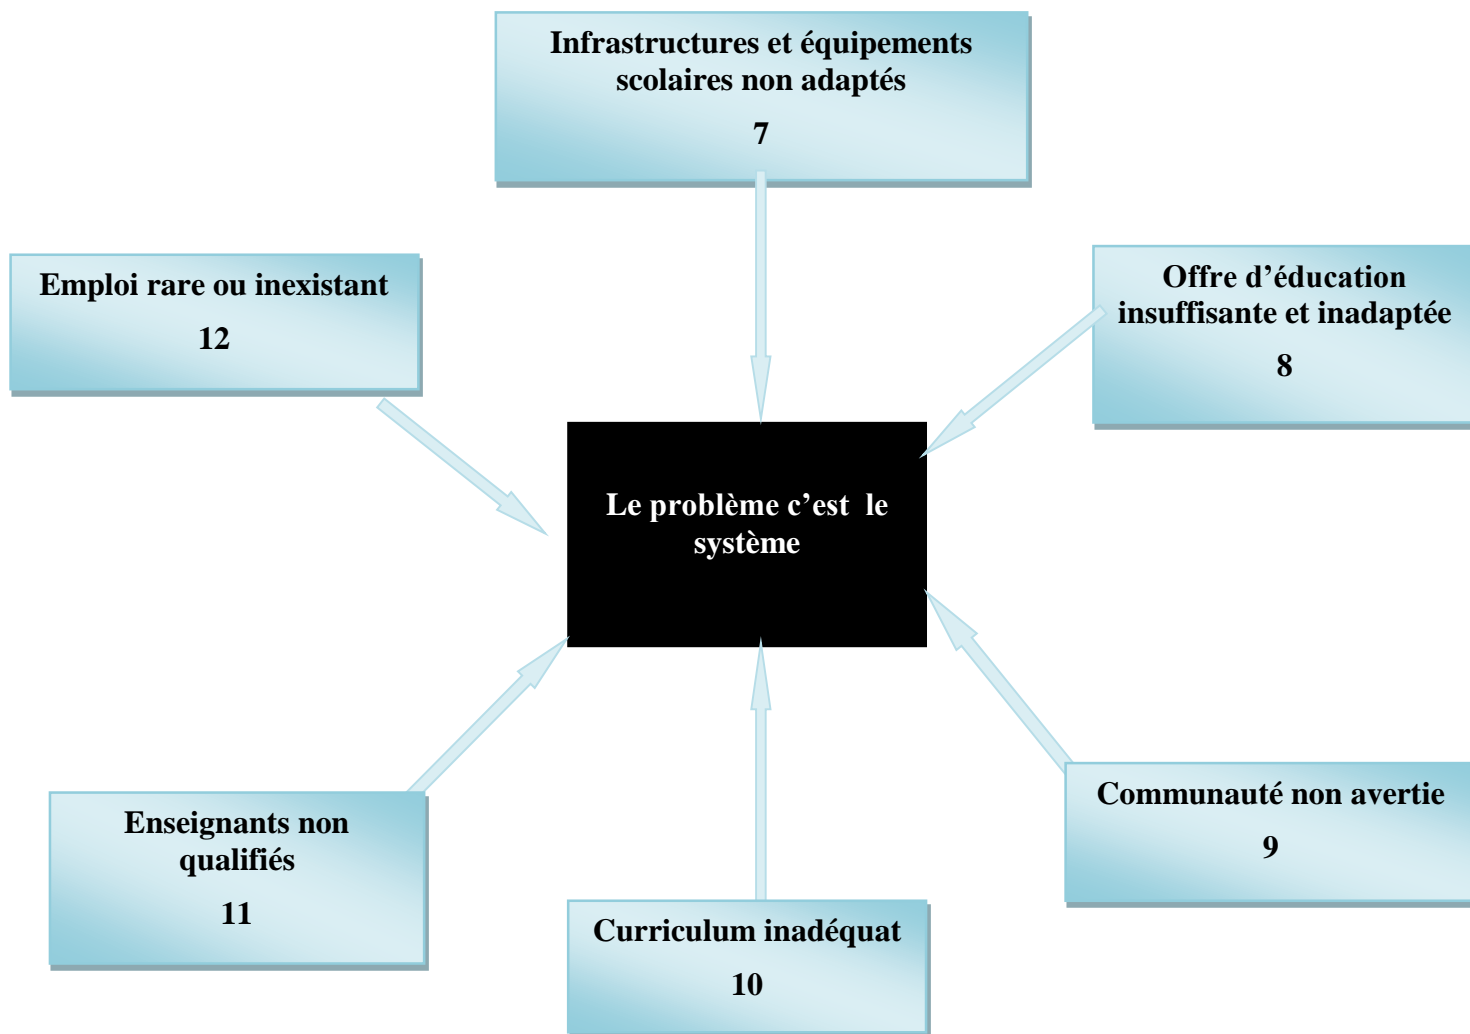 Infrastructures et équipements
scolaires non adaptés
7
Emploi rare ou inexistant
12
Offre d’éducation
insuffisante et inadaptée
8
Le problème c’est  le
système
Communauté non avertie
9
Enseignants non
qualifiés
11
Curriculum inadéquat
10